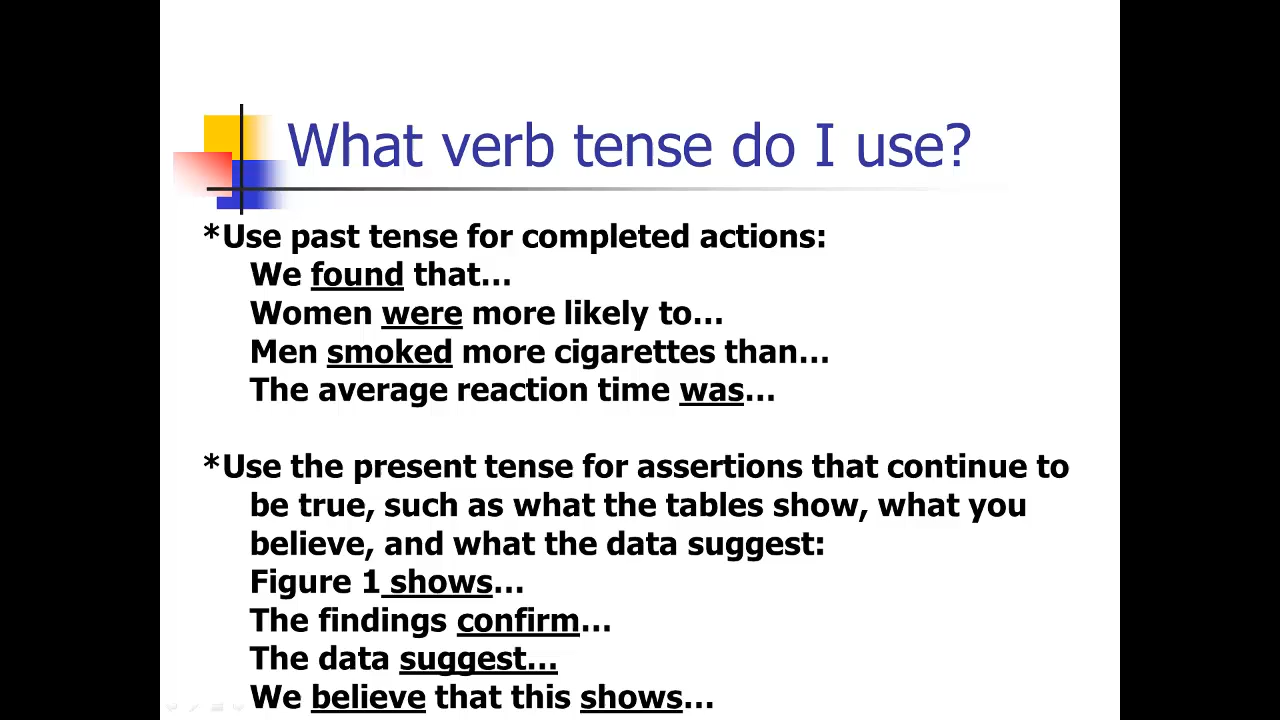 What verb tense do I use?
*Use past tense for completed actions:
We found that...
Women were more likely to...
Men smoked more cigarettes than...
The average reaction time was...
*Use the present tense for assertions that continue to
be true, such as what the tables show, what you
believe, and what the data suggest:
Figure 1 shows...
The findings confirm...
The data suggest...
We believe that this shows...